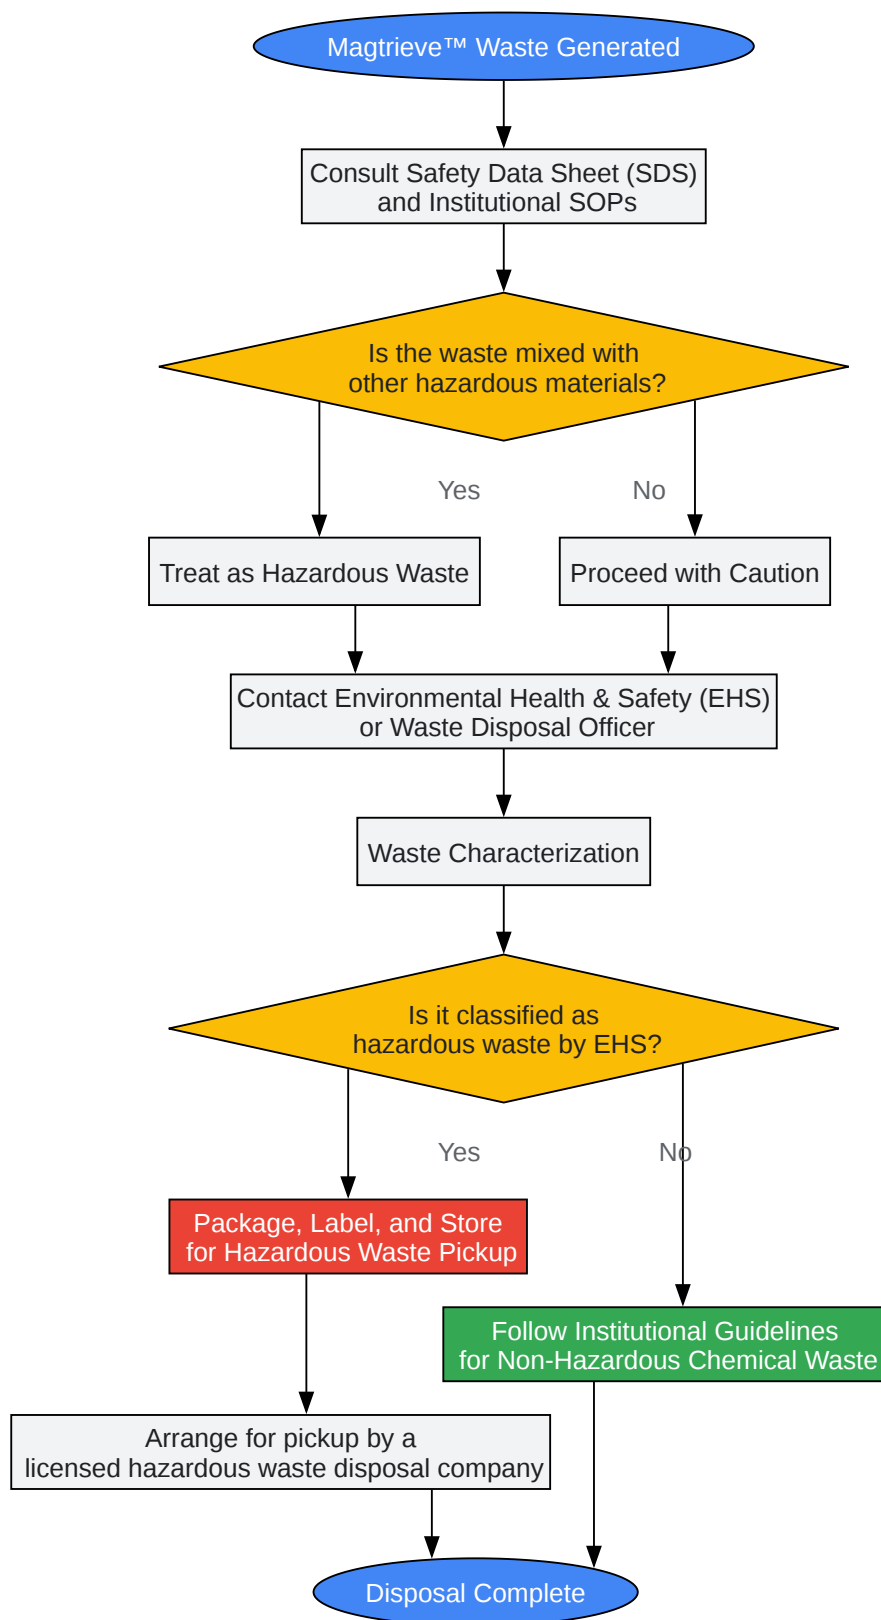 Magtrieve™ Waste Generated
Consult Safety Data Sheet (SDS)
and Institutional SOPs
Is the waste mixed with
other hazardous materials?
Yes
No
Treat as Hazardous Waste
Proceed with Caution
Contact Environmental Health & Safety (EHS)
or Waste Disposal Officer
Waste Characterization
Is it classified as
hazardous waste by EHS?
Yes
No
Package, Label, and Store
for Hazardous Waste Pickup
Follow Institutional Guidelines
for Non-Hazardous Chemical Waste
Arrange for pickup by a
licensed hazardous waste disposal company
Disposal Complete